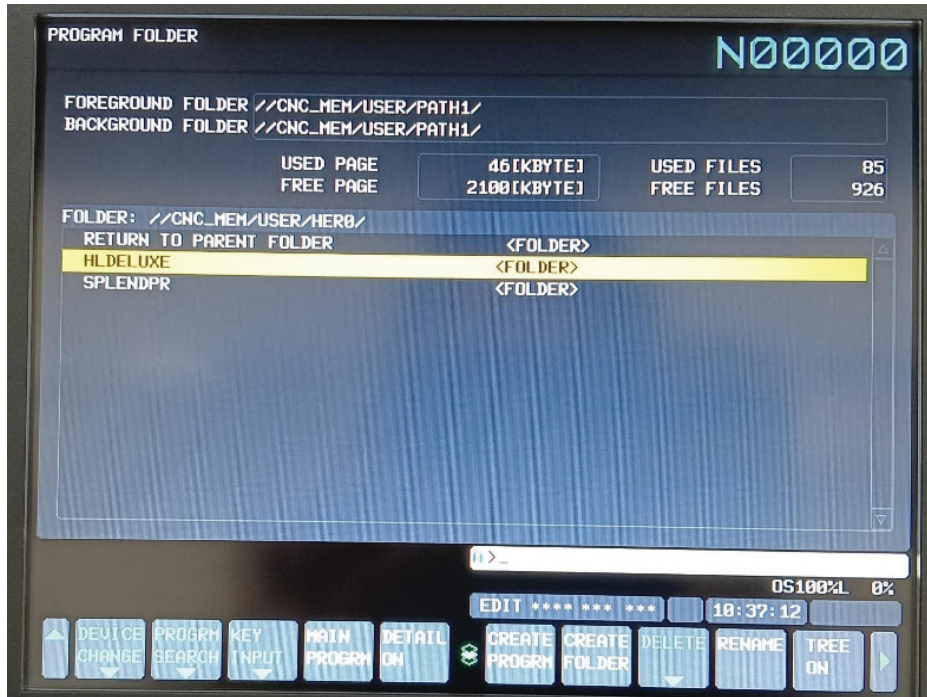 PROGRAM FOLDER
N00000
FOREGROUND FOLDER //CNC_MEM/USER/PATH1/
BACKGROUND FOLDER //CNC_MEM/USER/PATH1/
USED PAGE 46[KBYTE] USED FILES 85
FREE PAGE 2100[KBYTE] FREE FILES 926
FOLDER: //CNC_MEM/USER/HERO/
RETURN TO PARENT FOLDER <FOLDER>
HLDELUXE <FOLDER>
SPLENDPR <FOLDER>
>_
OS100%L 0%
EDIT **** *** *** 10:37:12
DEVICE CHANGE
PROGRM SEARCH
KEY INPUT
MAIN PROGRM
DETAIL ON
CREATE PROGRM
CREATE FOLDER
DELETE
RENAME
TREE ON